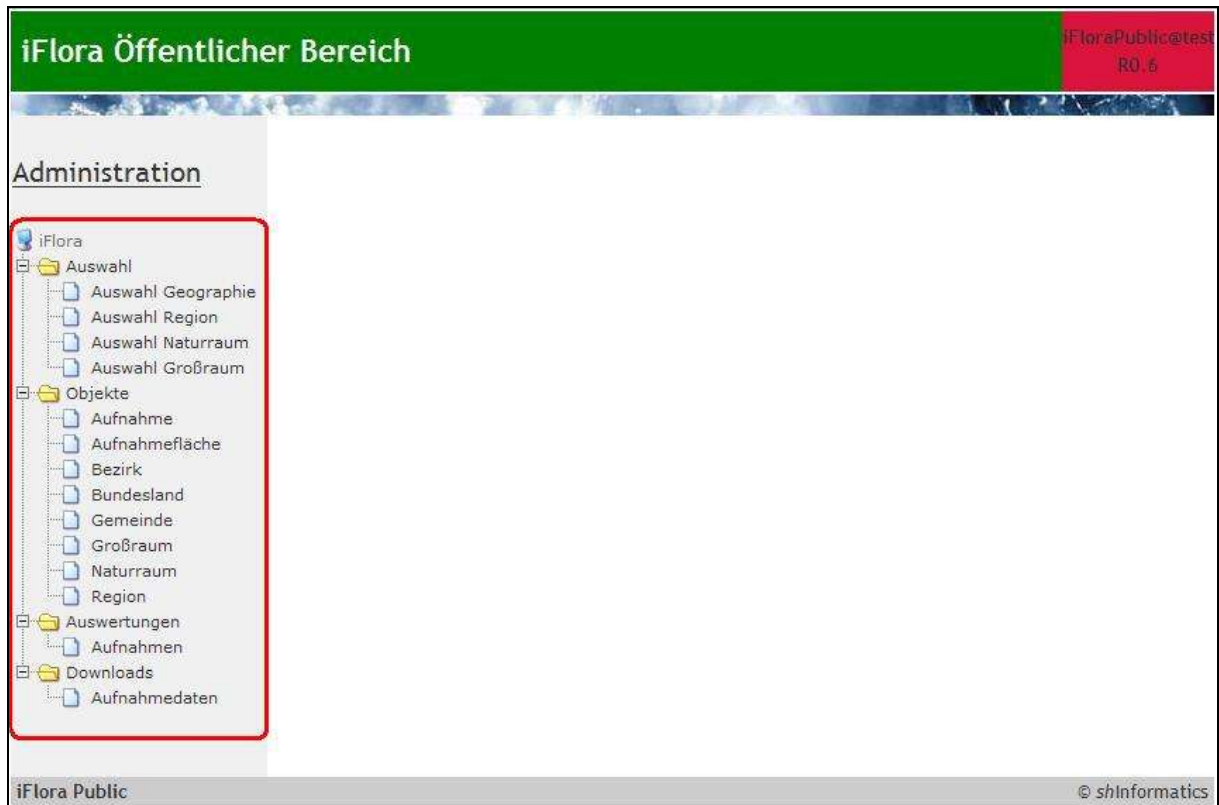 iFlora Öffentlicher Bereich
iFloraPublic@test
R0.6
Administration
iFlora
Auswahl
Auswahl Geographie
Auswahl Region
Auswahl Naturraum
Auswahl Großraum
Objekte
Aufnahme
Aufnahmefläche
Bezirk
Bundesland
Gemeinde
Großraum
Naturraum
Region
Auswertungen
Aufnahmen
Downloads
Aufnahmedaten
iFlora Public
© shInformatics